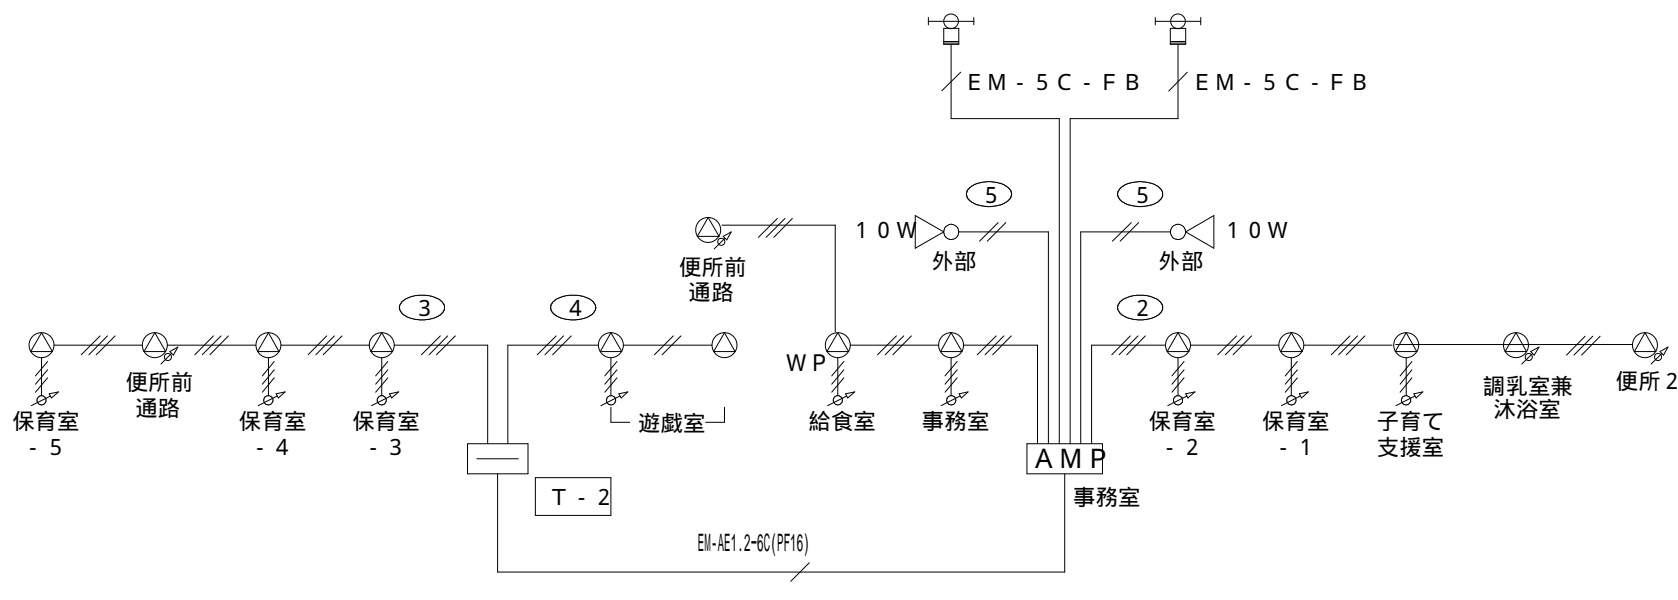 EM-5C-FB
EM-5C-FB
5
5
10W
外部
外部
10W
便所前
通路
3
4
2
WP
便所前
通路
保育室
-5
保育室
-4
保育室
-3
遊戯室
給食室
事務室
保育室
-2
保育室
-1
子育て
支援室
調乳室兼
沐浴室
便所2
AMP
事務室
T-2
EM-AE1.2-6C(PF16)